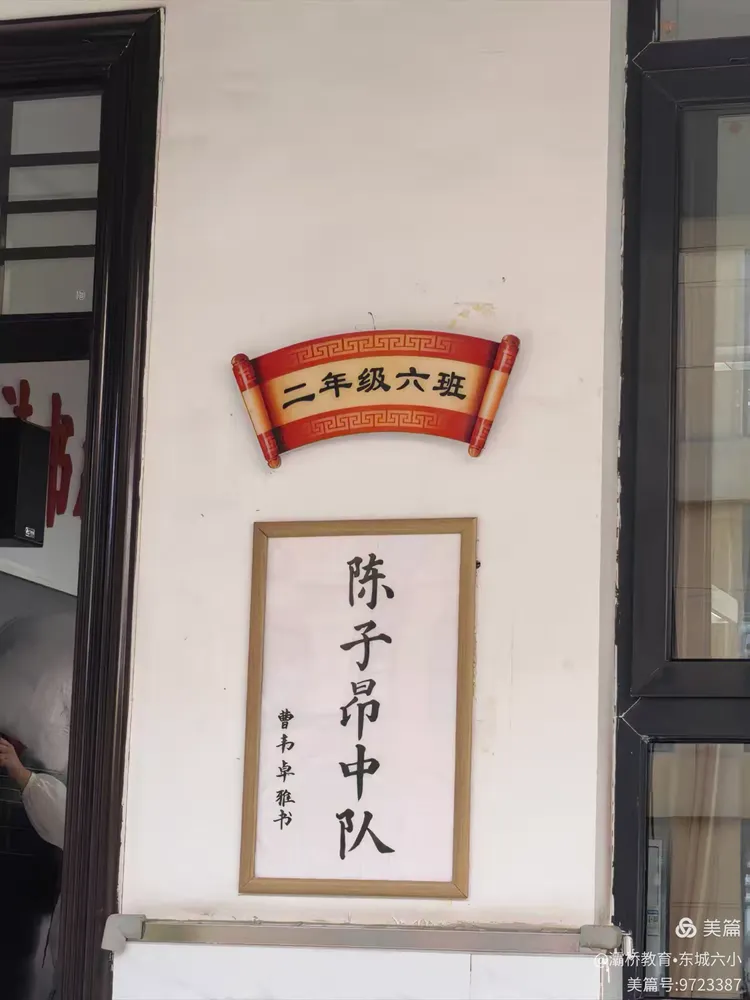 二年级六班
陈子昂中队
曹韦卓雅书
书
美篇
@灞桥教育•东城六小
美篇号:9723387